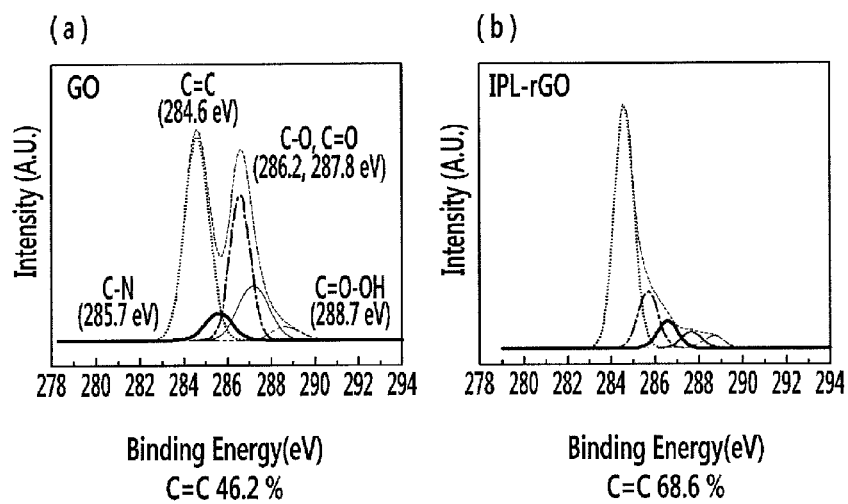 (a)
GO
C=C
(284.6 eV)
C-O, C=O
(286.2, 287.8 eV)
C-N
(285.7 eV)
C=O-OH
(288.7 eV)
Intensity (A.U.)
278 280 282 284 286 288 290 292 294
Binding Energy(eV)
C=C 46.2 %
(b)
IPL-rGO
Intensity (A.U.)
278 280 282 284 286 288 290 292 294
Binding Energy(eV)
C=C 68.6 %